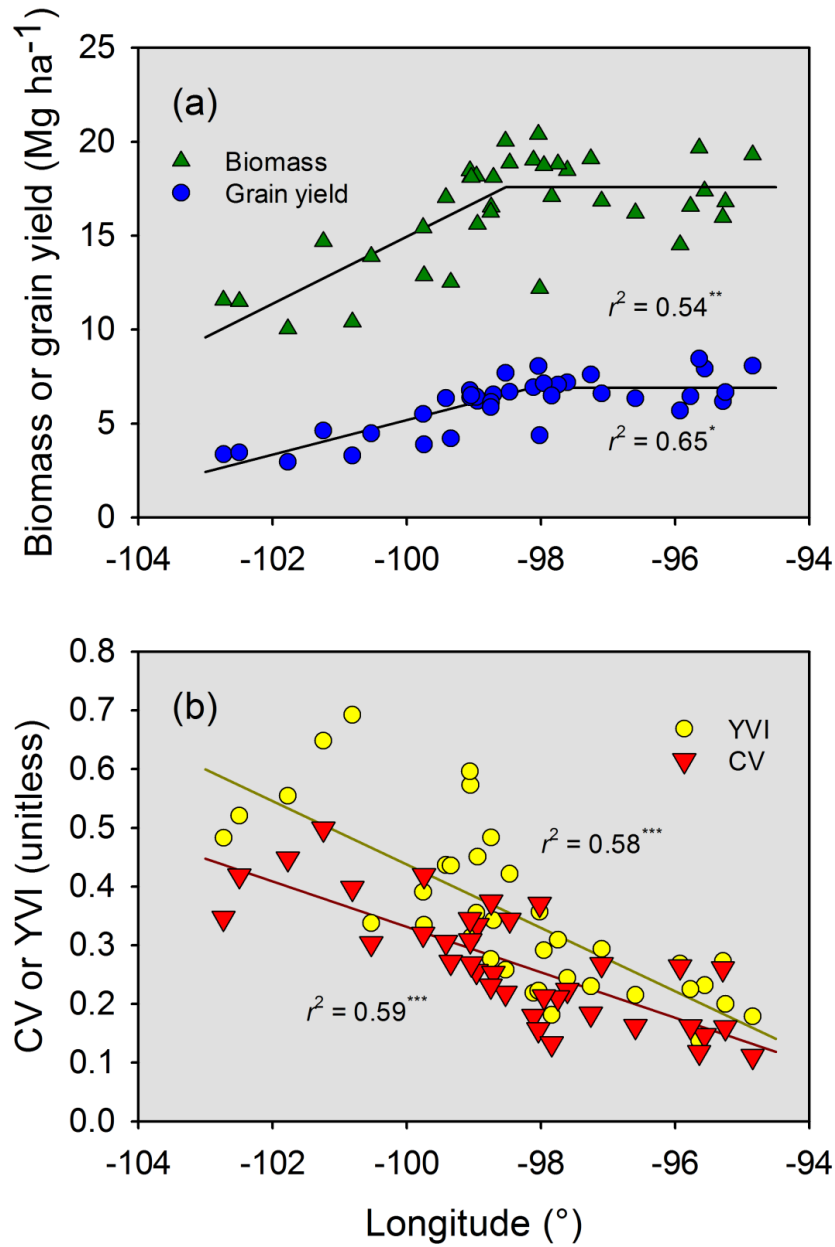 Biomass or grain yield (Mg ha⁻¹)
25
20
15
10
5
0
(a)
Biomass
Grain yield
r² = 0.54**
r² = 0.65*
-104 -102 -100 -98 -96 -94
CV or YVI (unitless)
0.8
0.7
0.6
0.5
0.4
0.3
0.2
0.1
0.0
(b)
YVI
CV
r² = 0.58***
r² = 0.59***
-104 -102 -100 -98 -96 -94
Longitude (°)